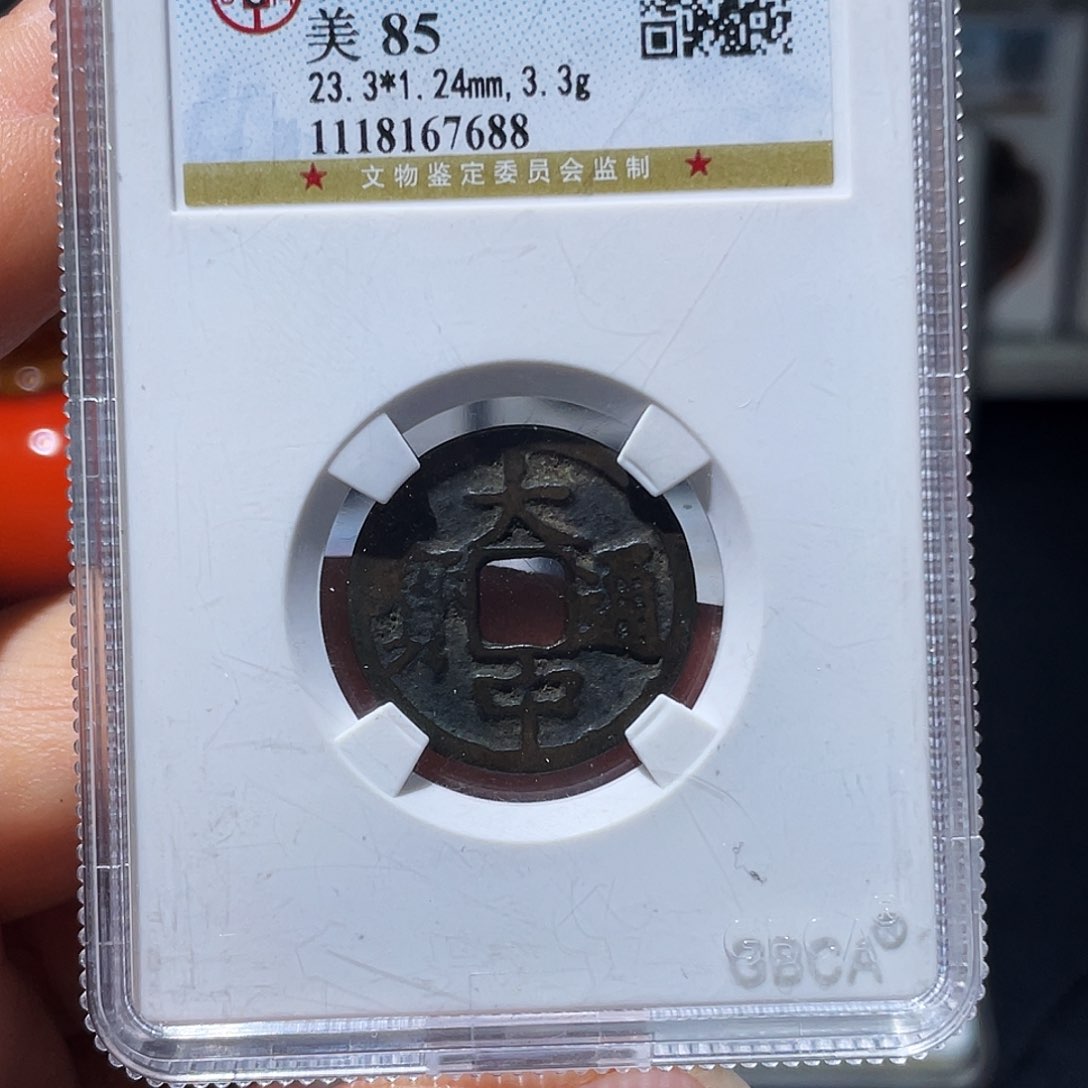 美 85
23.3*1.24mm,3.3g
1118167688
★ 文物鉴定委员会监制 ★
大
通
中
GBCA